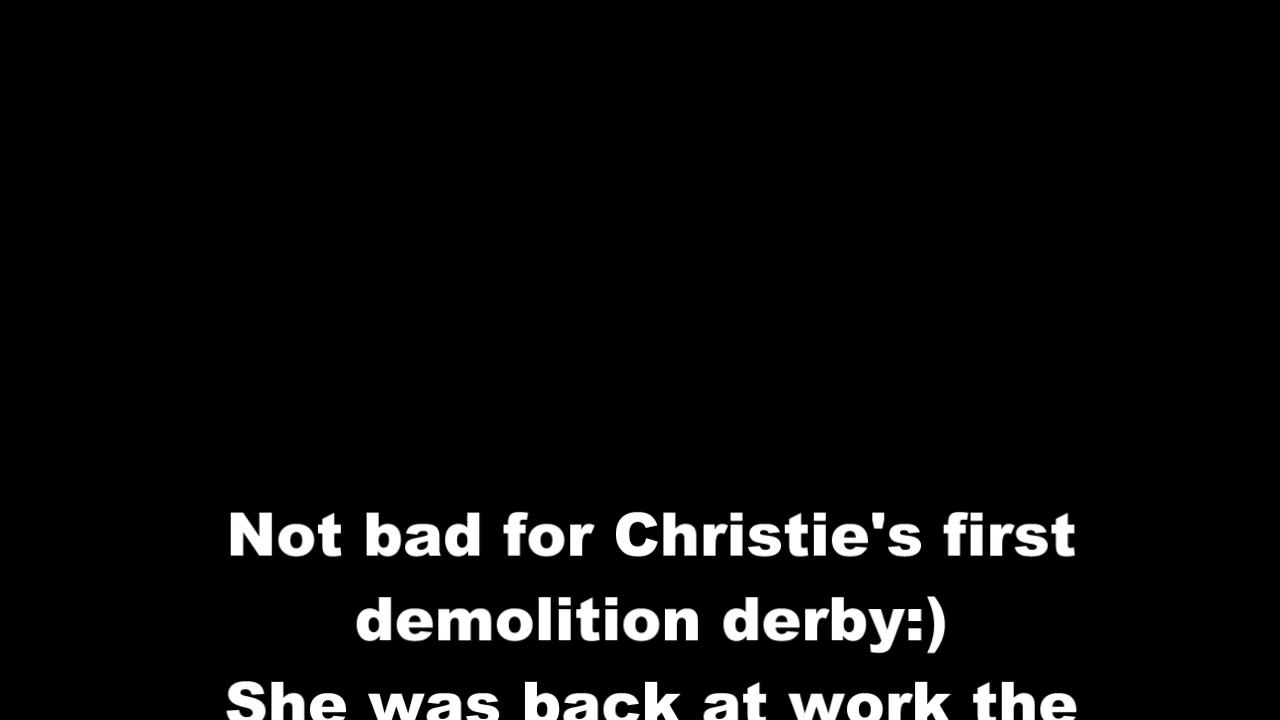 Not bad for Christie's first
demolition derby:)
She was back at work the